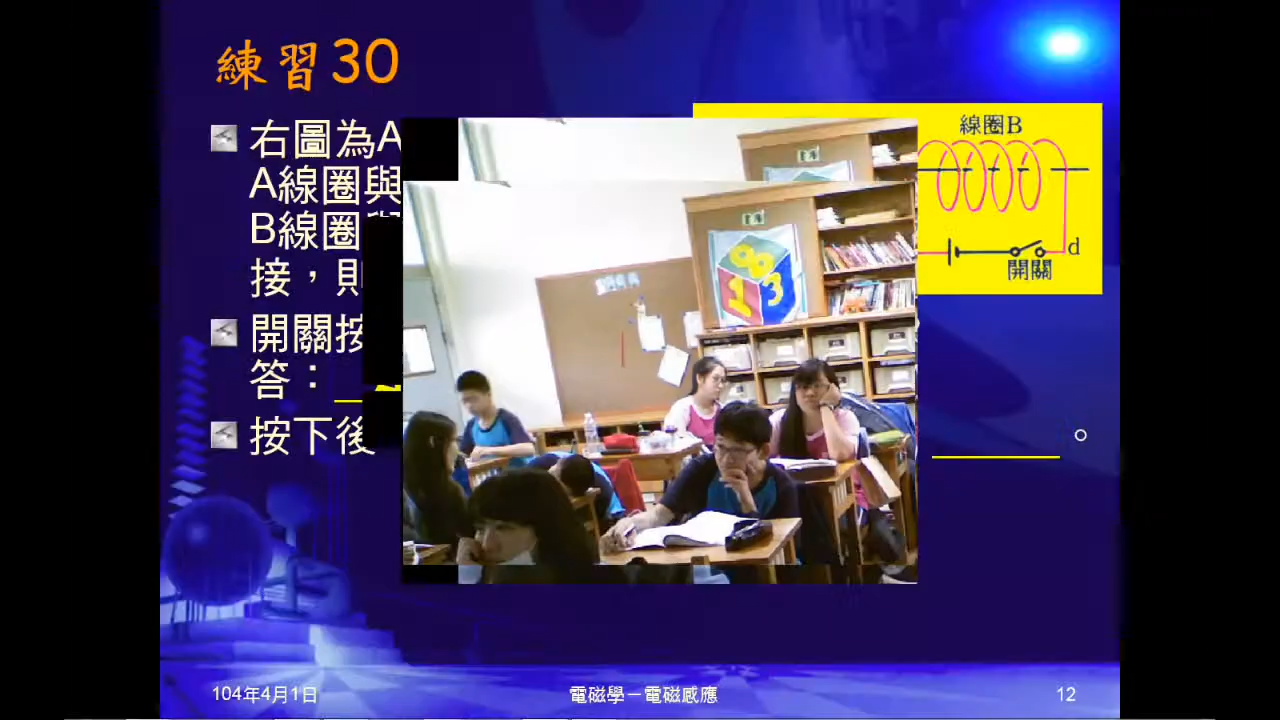 練習30
右圖為A
A線圈與
B線圈
接，則
開關按
答：
按下後
。
線圈B
開關
d
813
104年4月1日
電磁學－電磁感應
12